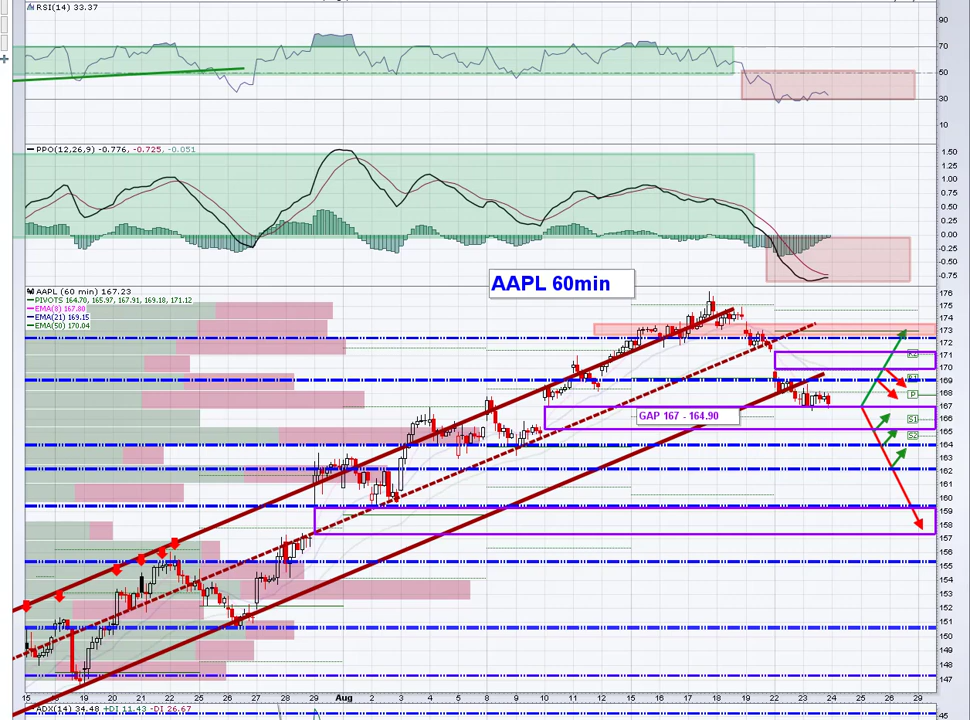 RSI(14) 33.37
90
70
50
30
10
PPO(12,26,9) -0.776, -0.725, -0.051
1.50
1.25
1.00
0.75
0.50
0.25
0.00
-0.25
-0.50
-0.75
AAPL 60min
AAPL (60 min) 167.23
PIVOTS 164.70, 165.97, 167.91, 169.18, 171.12
EMA(8) 167.80
EMA(21) 169.15
EMA(50) 170.04
176
175
174
173
172
171
170
169
168
167
166
165
164
163
162
161
160
159
158
157
156
155
154
153
152
151
150
149
148
147
R2
R1
P
S1
S2
GAP 167 - 164.90
15 16 17 18 19 20 21 22 25 26 27 28 29 Aug 2 3 4 5 8 9 10 11 12 15 16 17 18 19 22 23 24 25 26 29
ADX(14) 34.48 +DI 11.43 -DI 26.67
45